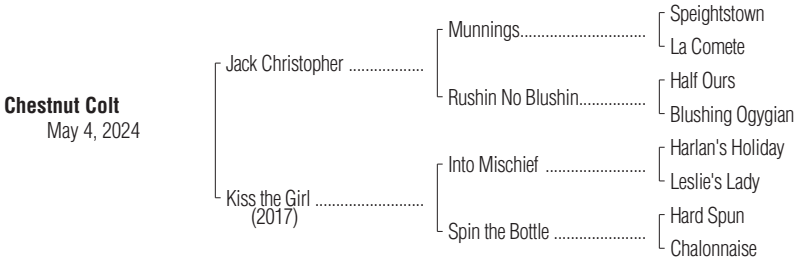 Speightstown
Munnings..............................
La Comete
Jack Christopher ..................
Half Ours
Rushin No Blushin................
Blushing Ogygian
Chestnut Colt
May 4, 2024
Harlan's Holiday
Into Mischief ........................
Leslie's Lady
Kiss the Girl ..........................
(2017)
Hard Spun
Spin the Bottle ......................
Chalonnaise